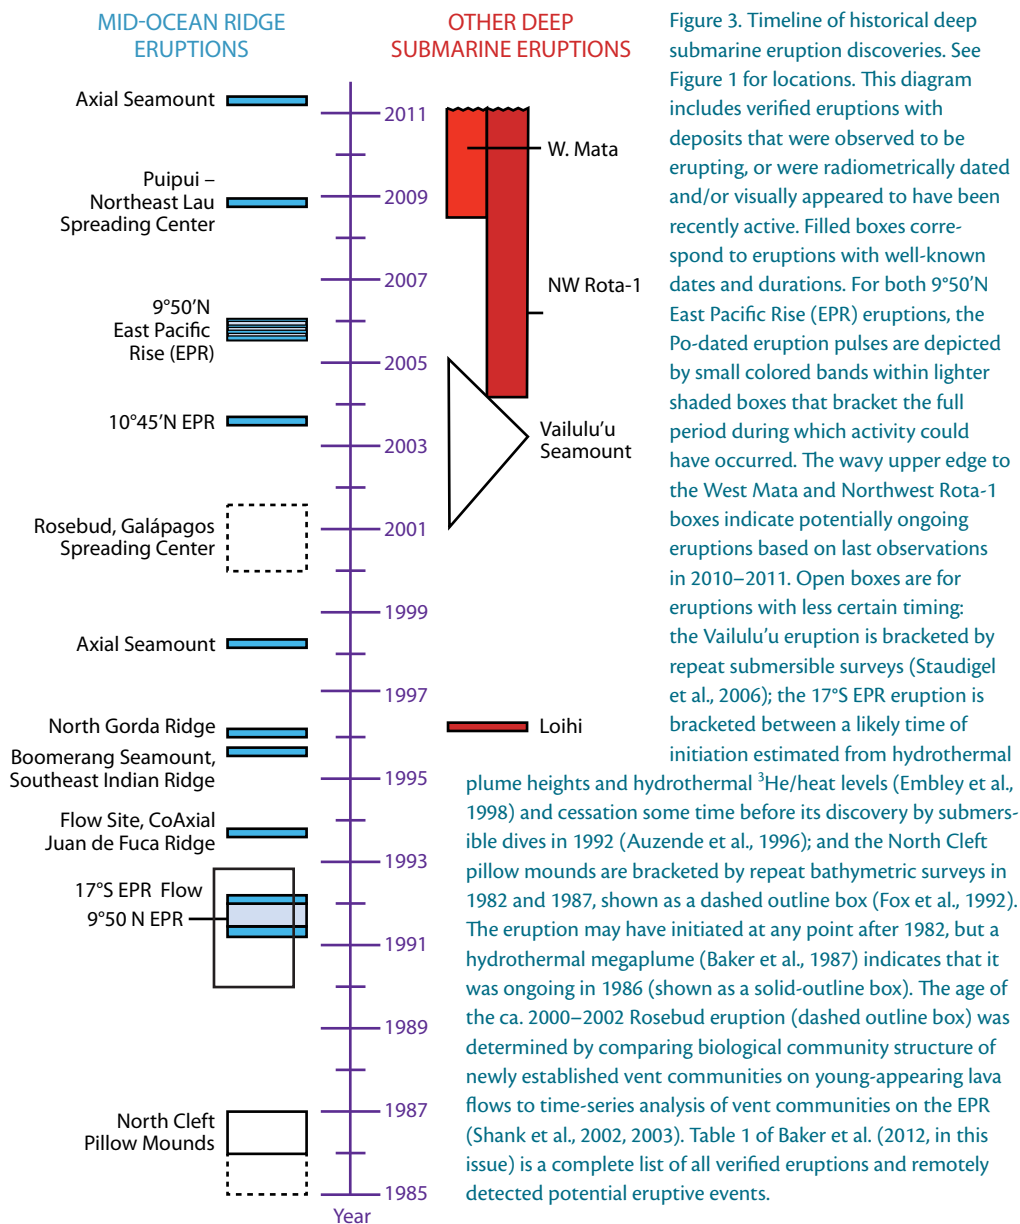 MID-OCEAN RIDGE
ERUPTIONS
OTHER DEEP
SUBMARINE ERUPTIONS
Axial Seamount
Puipui –
Northeast Lau
Spreading Center
9°50′N
East Pacific
Rise (EPR)
10°45′N EPR
Rosebud, Galápagos
Spreading Center
Axial Seamount
North Gorda Ridge
Boomerang Seamount,
Southeast Indian Ridge
Flow Site, CoAxial
Juan de Fuca Ridge
17°S EPR Flow
9°50 N EPR
North Cleft
Pillow Mounds
2011
2009
2007
2005
2003
2001
1999
1997
1995
1993
1991
1989
1987
1985
Year
W. Mata
NW Rota-1
Vailulu’u
Seamount
Loihi
Figure 3. Timeline of historical deep
submarine eruption discoveries. See
Figure 1 for locations. This diagram
includes verified eruptions with
deposits that were observed to be
erupting, or were radiometrically dated
and/or visually appeared to have been
recently active. Filled boxes corre-
spond to eruptions with well-known
dates and durations. For both 9°50′N
East Pacific Rise (EPR) eruptions, the
Po-dated eruption pulses are depicted
by small colored bands within lighter
shaded boxes that bracket the full
period during which activity could
have occurred. The wavy upper edge to
the West Mata and Northwest Rota-1
boxes indicate potentially ongoing
eruptions based on last observations
in 2010–2011. Open boxes are for
eruptions with less certain timing:
the Vailulu’u eruption is bracketed by
repeat submersible surveys (Staudigel
et al., 2006); the 17°S EPR eruption is
bracketed between a likely time of
initiation estimated from hydrothermal
plume heights and hydrothermal ³He/heat levels (Embley et al.,
1998) and cessation some time before its discovery by submers-
ible dives in 1992 (Auzende et al., 1996); and the North Cleft
pillow mounds are bracketed by repeat bathymetric surveys in
1982 and 1987, shown as a dashed outline box (Fox et al., 1992).
The eruption may have initiated at any point after 1982, but a
hydrothermal megaplume (Baker et al., 1987) indicates that it
was ongoing in 1986 (shown as a solid-outline box). The age of
the ca. 2000–2002 Rosebud eruption (dashed outline box) was
determined by comparing biological community structure of
newly established vent communities on young-appearing lava
flows to time-series analysis of vent communities on the EPR
(Shank et al., 2002, 2003). Table 1 of Baker et al. (2012, in this
issue) is a complete list of all verified eruptions and remotely
detected potential eruptive events.